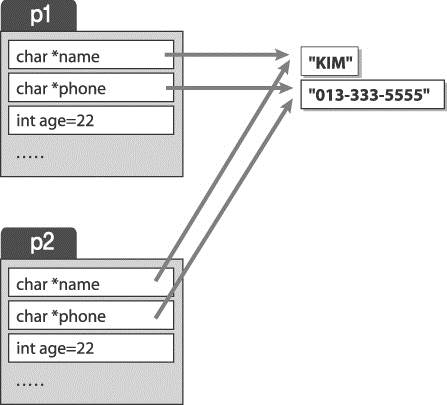 p1
char *name
char *phone
int age=22
.....
"KIM"
"013-333-5555"
p2
char *name
char *phone
int age=22
.....